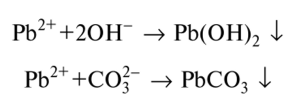 Pb²⁺+2OH⁻ → Pb(OH)₂ ↓
Pb²⁺+CO₃²⁻ → PbCO₃ ↓